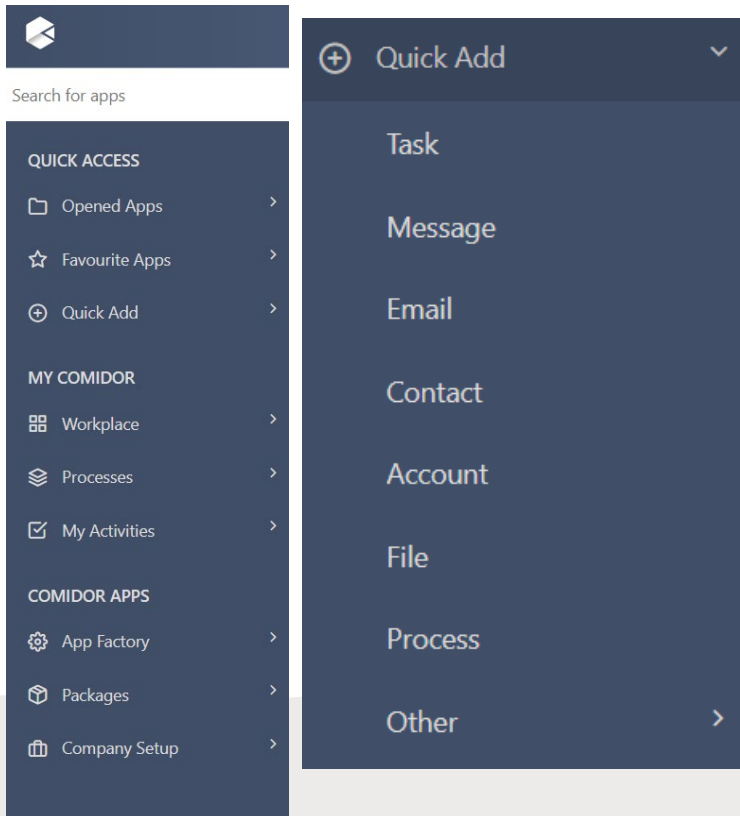 Search for apps
QUICK ACCESS
Opened Apps
Favourite Apps
Quick Add
MY COMIDOR
Workplace
Processes
My Activities
COMIDOR APPS
App Factory
Packages
Company Setup
Quick Add
Task
Message
Email
Contact
Account
File
Process
Other